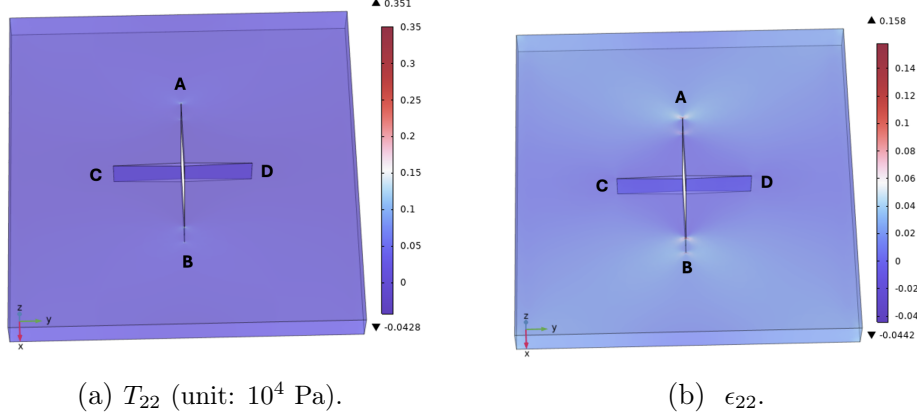 ▲ 0.351
0.35
0.3
0.25
0.2
0.15
0.1
0.05
0
▼ -0.0428
A
C
D
B
z
y
x
(a) T₂₂ (unit: 10⁴ Pa).
▲ 0.158
0.14
0.12
0.1
0.08
0.06
0.04
0.02
0
-0.02
-0.04
▼ -0.0442
A
C
D
B
z
y
x
(b) ϵ₂₂.